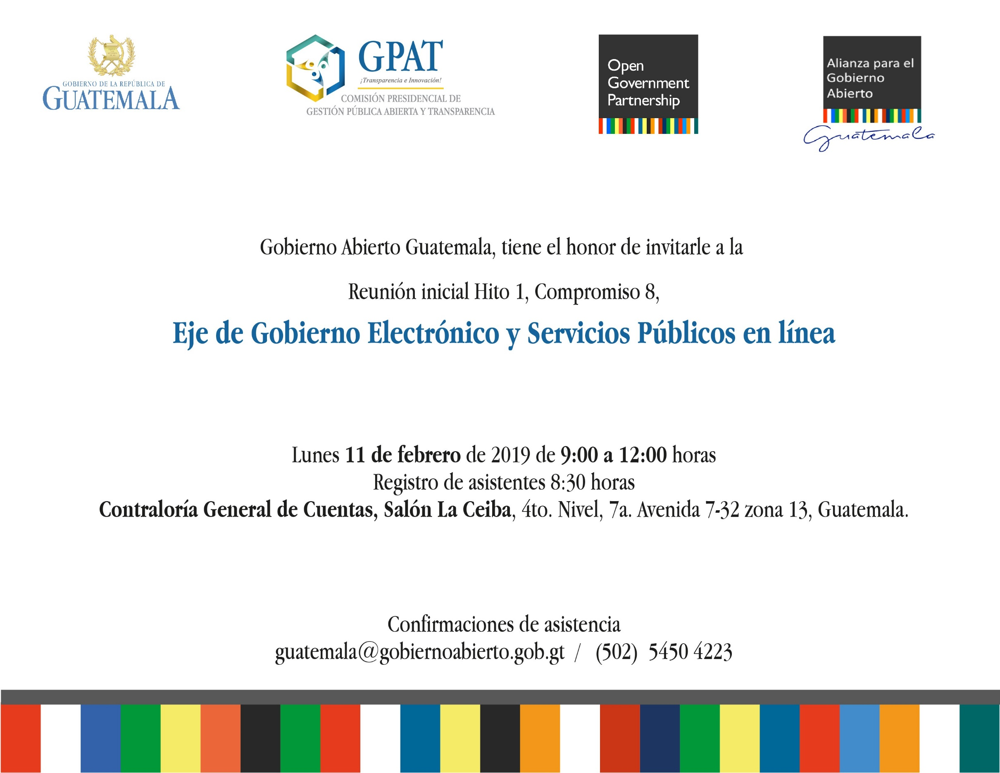 GOBIERNO DE LA REPÚBLICA DE
GUATEMALA
GPAT
¡Transparencia e Innovación!
COMISIÓN PRESIDENCIAL DE
GESTIÓN PÚBLICA ABIERTA Y TRANSPARENCIA
Open
Government
Partnership
Alianza para el
Gobierno
Abierto
Guatemala
Gobierno Abierto Guatemala, tiene el honor de invitarle a la
Reunión inicial Hito 1, Compromiso 8,
Eje de Gobierno Electrónico y Servicios Públicos en línea
Lunes 11 de febrero de 2019 de 9:00 a 12:00 horas
Registro de asistentes 8:30 horas
Contraloría General de Cuentas, Salón La Ceiba, 4to. Nivel, 7a. Avenida 7-32 zona 13, Guatemala.
Confirmaciones de asistencia
guatemala@gobiernoabierto.gob.gt / (502) 5450 4223